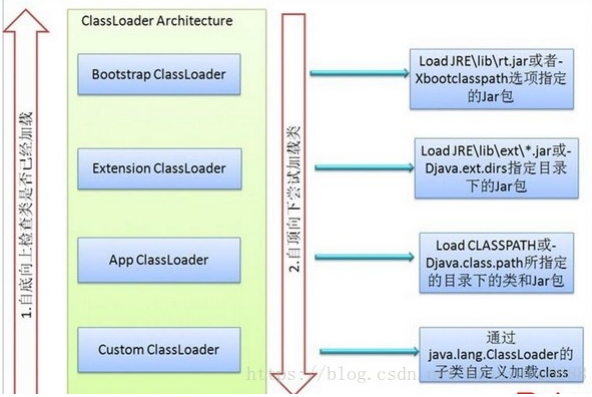 ClassLoader Architecture
Bootstrap ClassLoader
Load JRE\lib\rt.jar或者-
Xbootclasspath选项指定
的Jar包
Extension ClassLoader
Load JRE\lib\ext\*.jar或-
Djava.ext.dirs指定目录
下的Jar包
App ClassLoader
Load CLASSPATH或-
Djava.class.path所指定
的目录下的类和Jar包
Custom ClassLoader
通过
java.lang.ClassLoader的
子类自定义加载class
1.自底向上检查类是否已经加载
2.自顶向下尝试加载类
https://blog.csdn